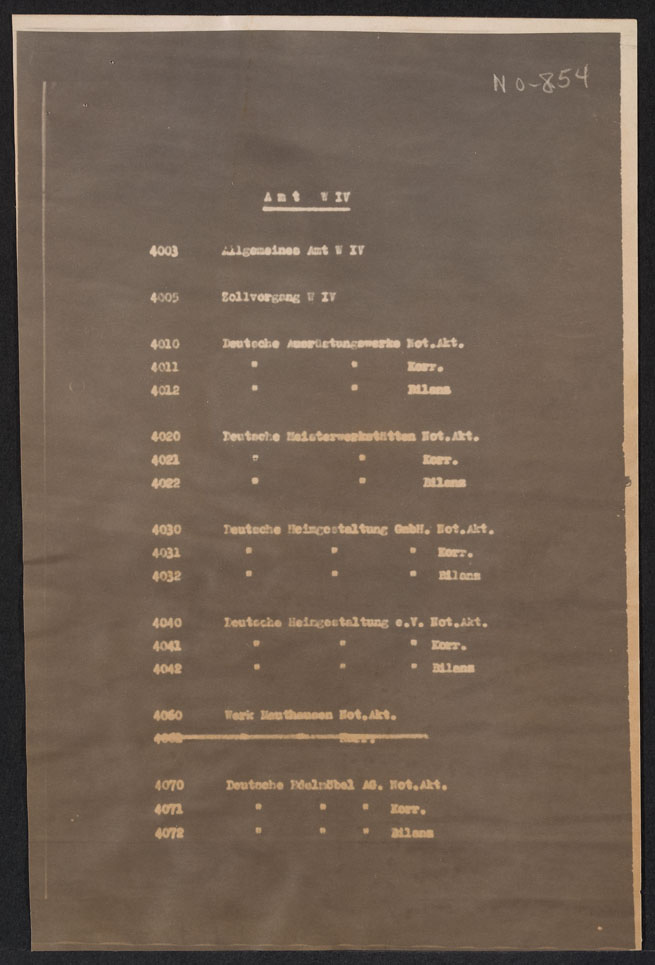 NO-854
Amt W IV
4003 Allgemeines Amt W IV
4005 Zollvorgang W IV
4010 Deutsche Ausrüstungswerke Not.Akt.
4011 " " Korr.
4012 " " Bilanz
4020 Deutsche Meisterwerkstätten Not.Akt.
4021 " " Korr.
4022 " " Bilanz
4030 Deutsche Heimgestaltung GmbH. Not.Akt.
4031 " " " Korr.
4032 " " " Bilanz
4040 Deutsche Heimgestaltung e.V. Not.Akt.
4041 " " " Korr.
4042 " " " Bilanz
4060 Werk Mauthausen Not.Akt.
" " Korr.
4070 Deutsche Edelmöbel AG. Not.Akt.
4071 " " " Korr.
4072 " " " Bilanz